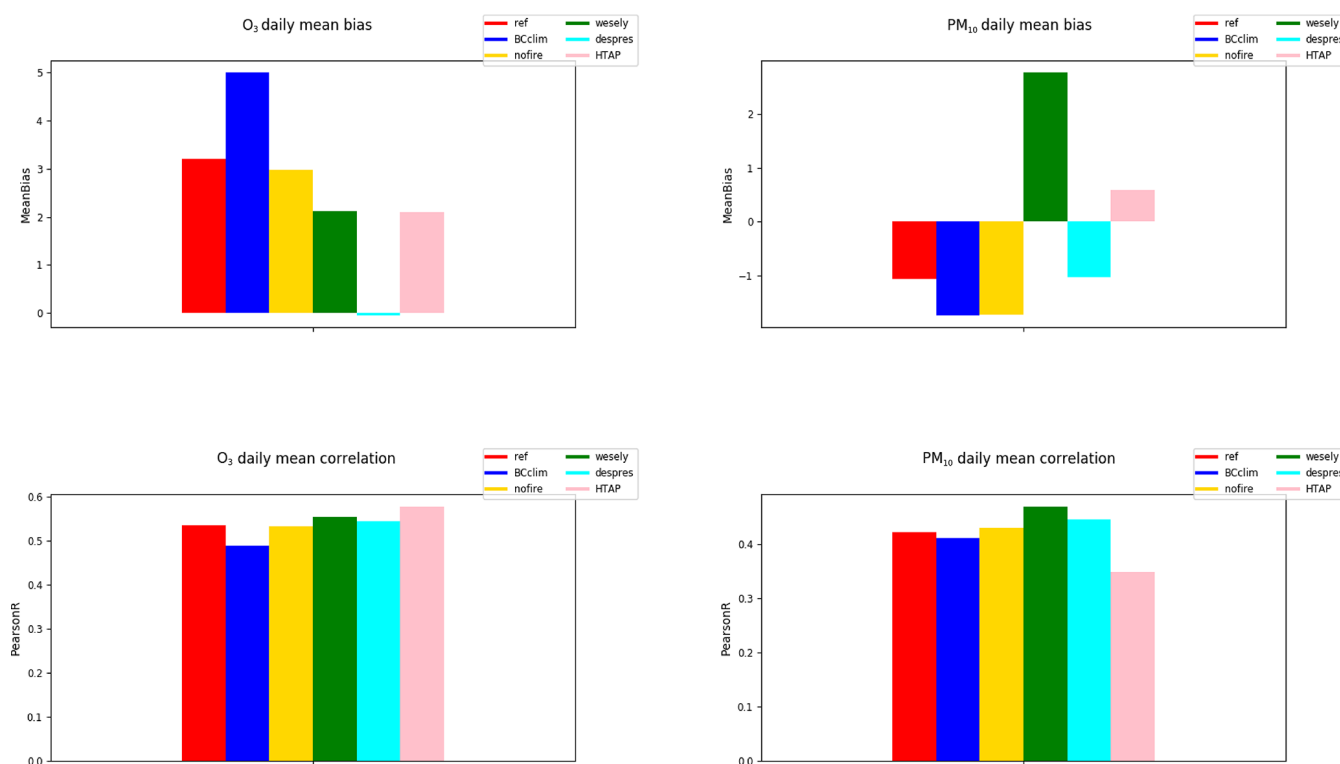 O₃ daily mean bias
ref
BCclim
nofire
wesely
despres
HTAP
5
4
3
2
1
0
MeanBias
PM₁₀ daily mean bias
ref
BCclim
nofire
wesely
despres
HTAP
2
1
0
−1
MeanBias
O₃ daily mean correlation
ref
BCclim
nofire
wesely
despres
HTAP
0.6
0.5
0.4
0.3
0.2
0.1
0.0
PearsonR
PM₁₀ daily mean correlation
ref
BCclim
nofire
wesely
despres
HTAP
0.4
0.3
0.2
0.1
0.0
PearsonR